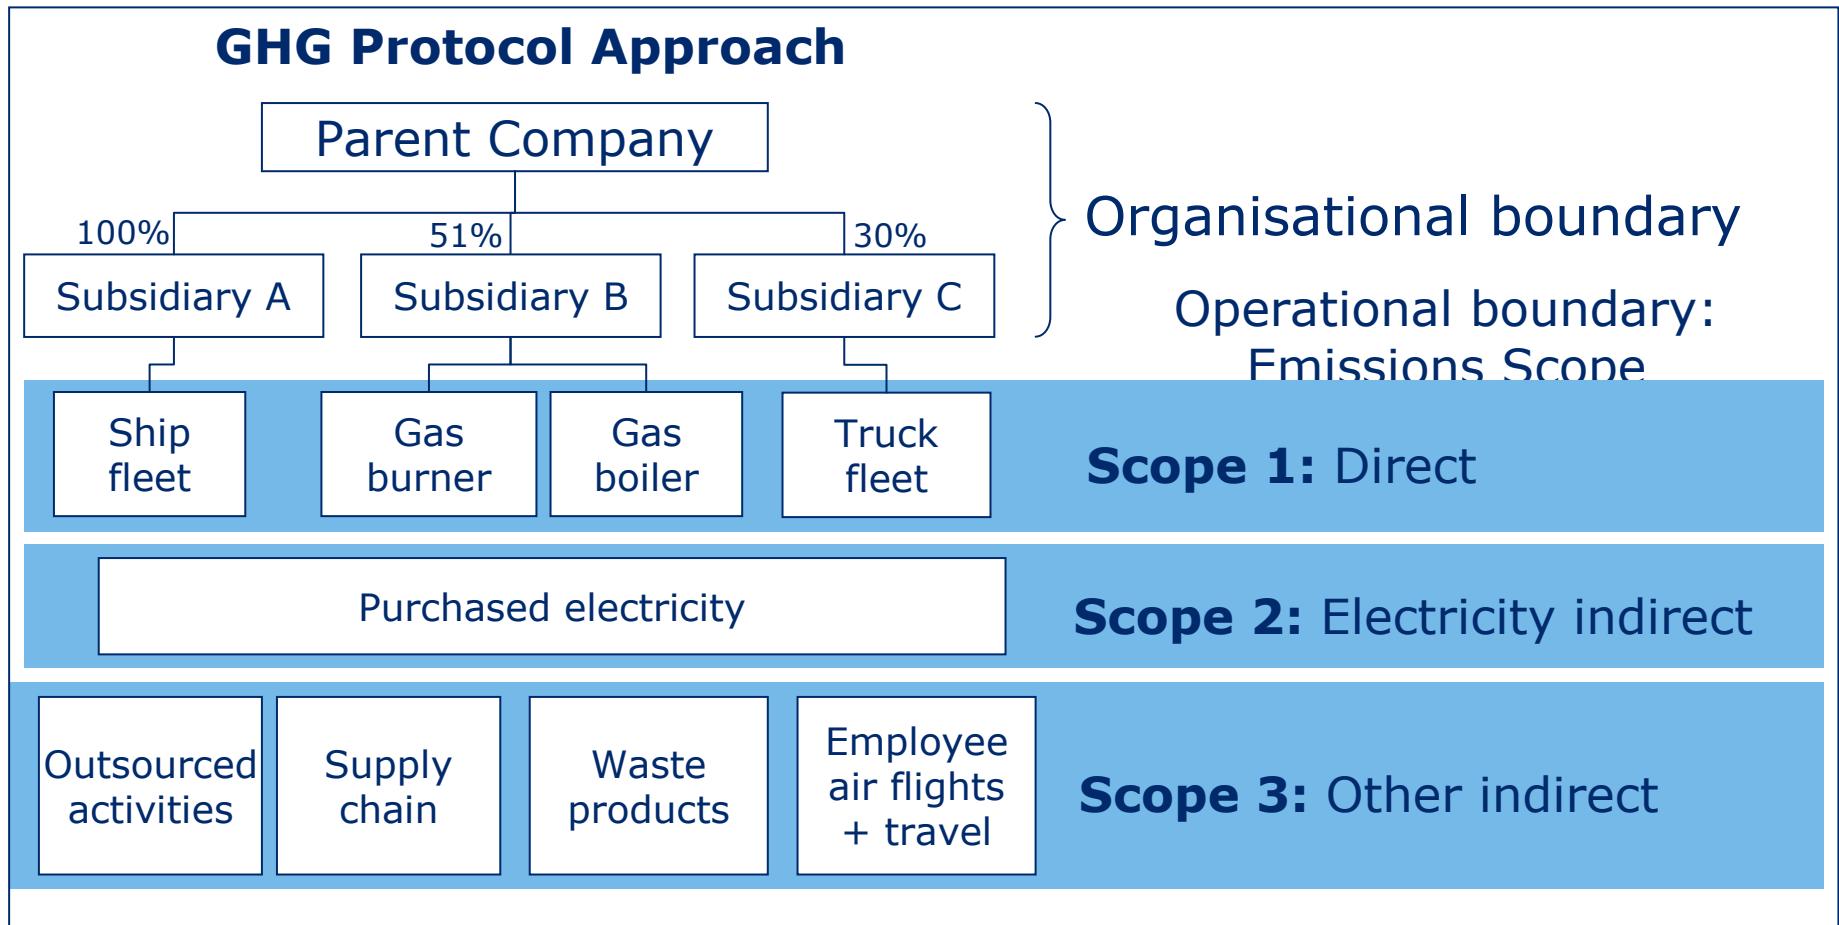 GHG Protocol Approach
Parent Company
Organisational boundary
100%
51%
30%
Subsidiary A
Subsidiary B
Subsidiary C
Operational boundary:
Emissions Scope
Ship
fleet
Gas
burner
Gas
boiler
Truck
fleet
Scope 1: Direct
Purchased electricity
Scope 2: Electricity indirect
Outsourced
activities
Supply
chain
Waste
products
Employee
air flights
+ travel
Scope 3: Other indirect